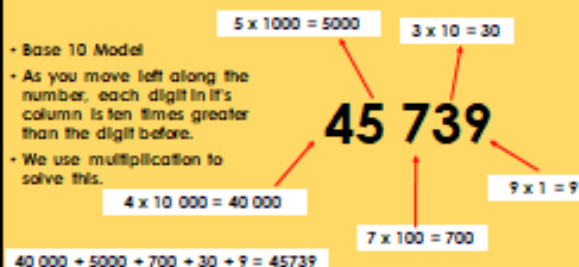 5 x 1000 = 5000
3 x 10 = 30
• Base 10 Model
• As you move left along the
number, each digit in it's
column is ten times greater
than the digit before.
• We use multiplication to
solve this.
45 739
4 x 10 000 = 40 000
9 x 1 = 9
7 x 100 = 700
40 000 + 5000 + 700 + 30 + 9 = 45739